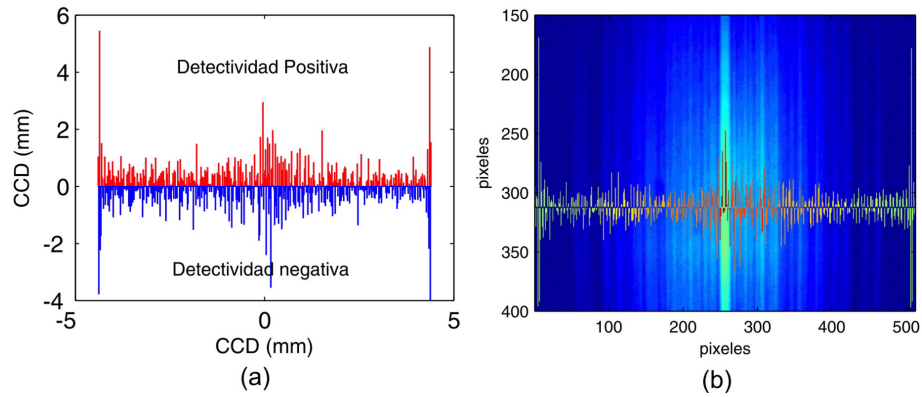 6
4
2
0
-2
-4
CCD (mm)
Detectividad Positiva
Detectividad negativa
-5
0
5
CCD (mm)
(a)
150
200
250
300
350
400
pixeles
100
200
300
400
500
pixeles
(b)